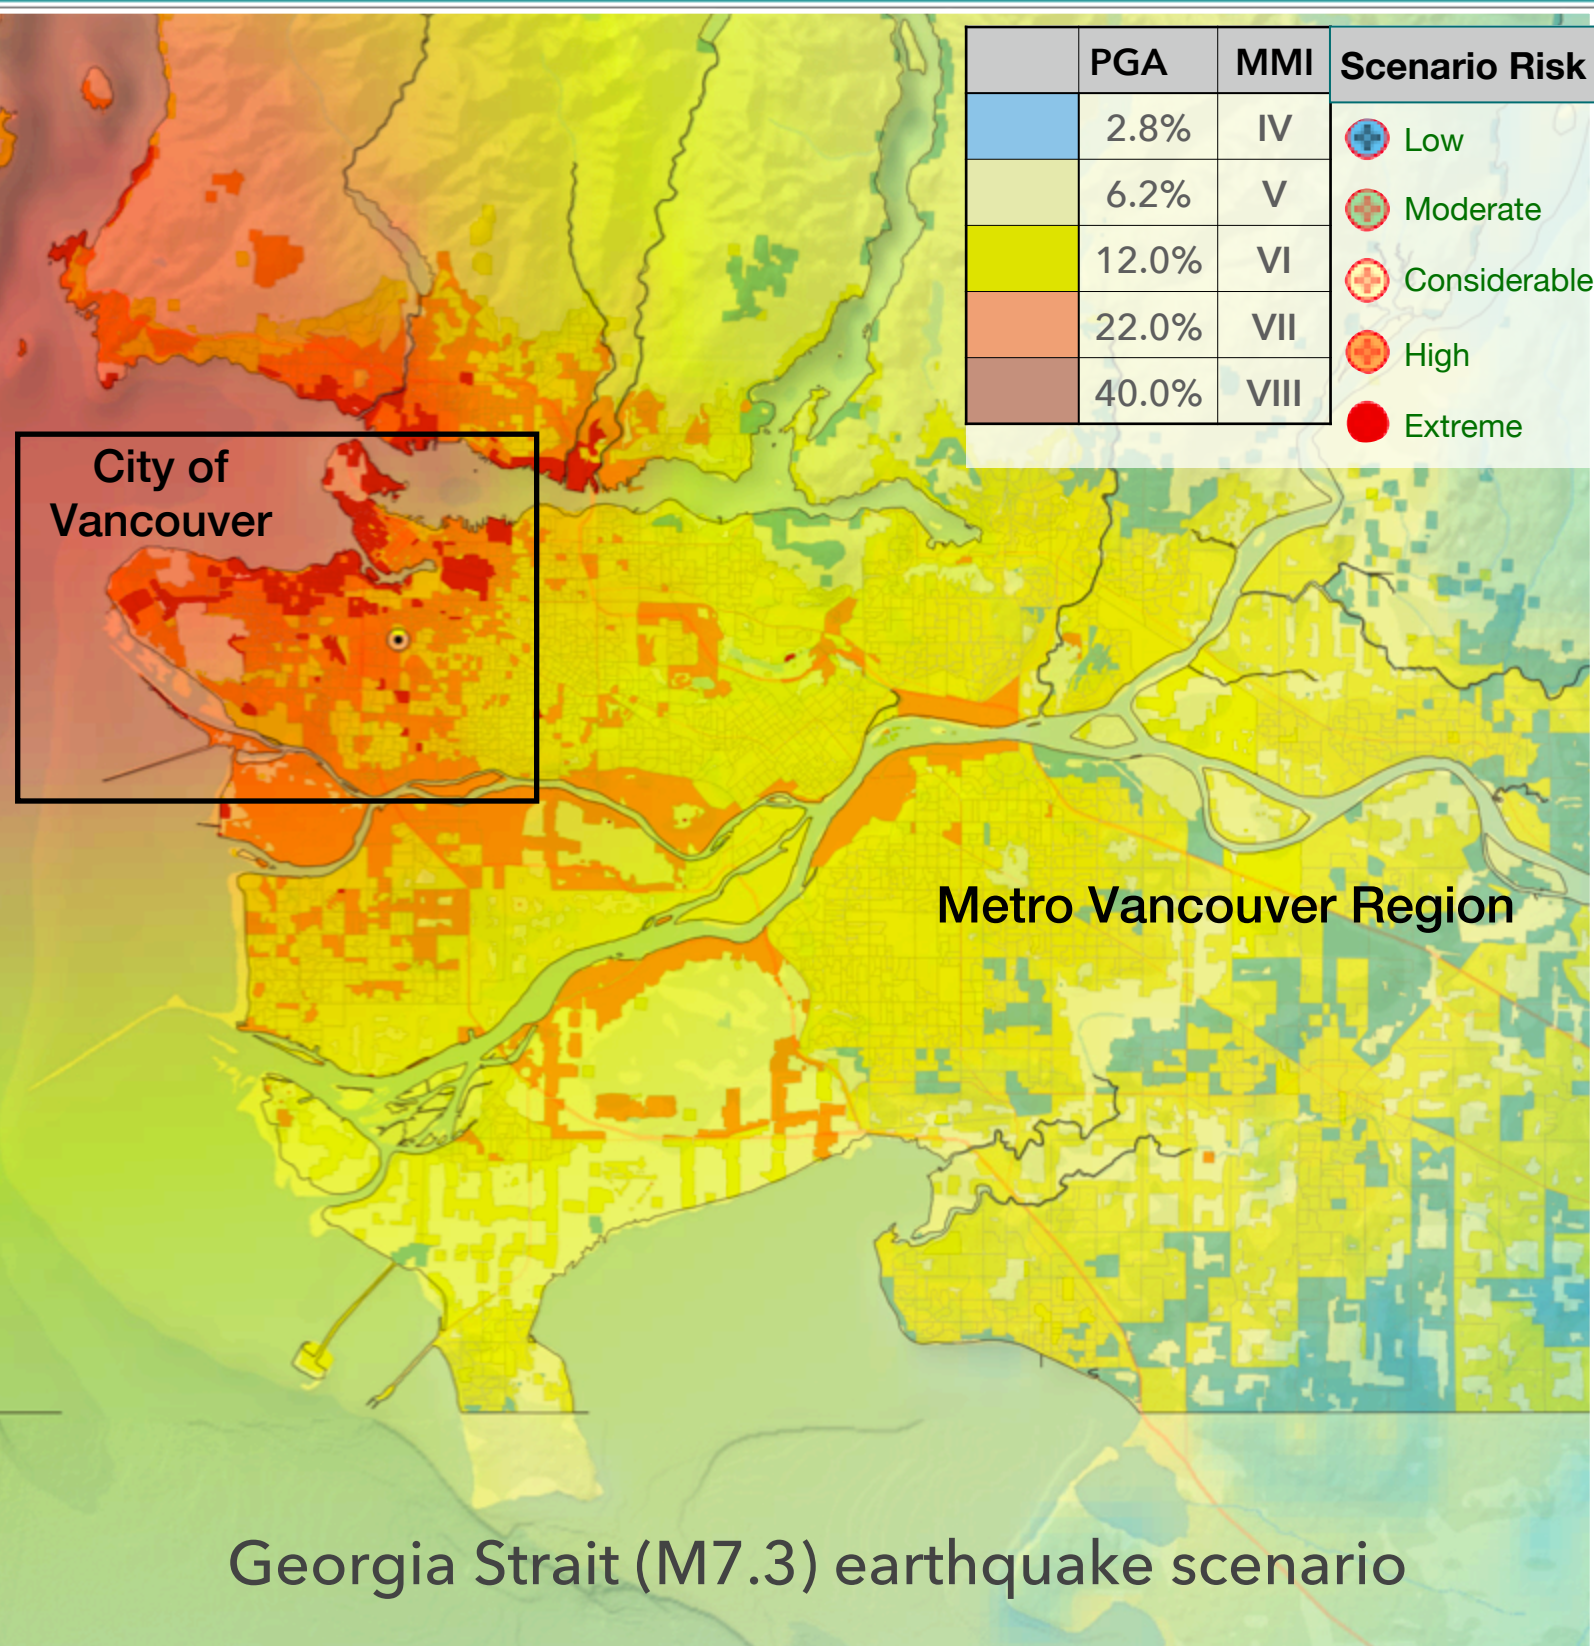 PGA MMI Scenario Risk
2.8% IV Low
6.2% V Moderate
12.0% VI Considerable
22.0% VII High
40.0% VIII Extreme
City of
Vancouver
Metro Vancouver Region
Georgia Strait (M7.3) earthquake scenario